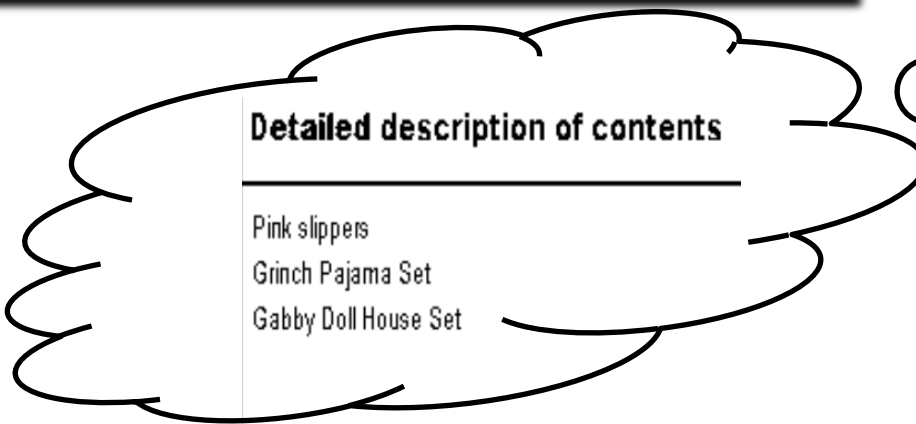 Detailed description of contents
Pink slippers
Grinch Pajama Set
Gabby Doll House Set